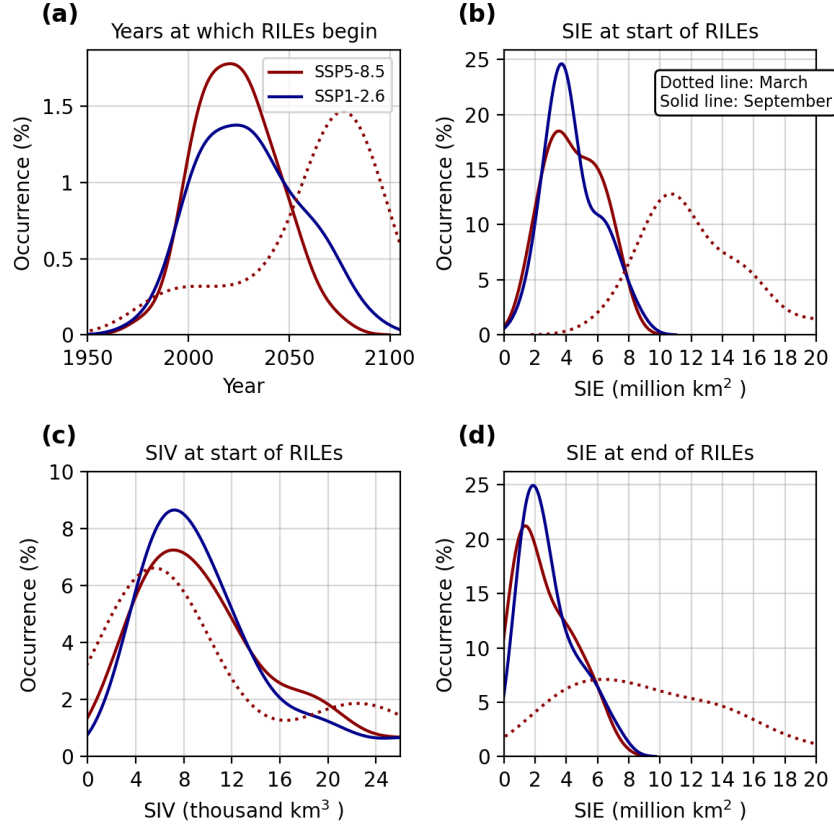 (a)
Years at which RILEs begin
SSP5-8.5
SSP1-2.6
Occurrence (%)
1.5
1
0.5
0
1950 2000 2050 2100
Year
(b)
SIE at start of RILEs
Dotted line: March
Solid line: September
Occurrence (%)
25
20
15
10
5
0
0 2 4 6 8 10 12 14 16 18 20
SIE (million km² )
(c)
SIV at start of RILEs
Occurrence (%)
10
8
6
4
2
0
0 4 8 12 16 20 24
SIV (thousand km³ )
(d)
SIE at end of RILEs
Occurrence (%)
25
20
15
10
5
0
0 2 4 6 8 10 12 14 16 18 20
SIE (million km² )